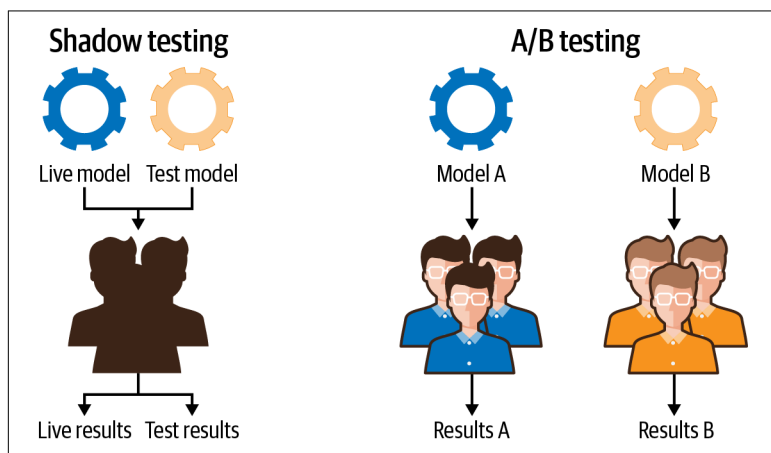 Shadow testing
A/B testing
Live model
Test model
Model A
Model B
Live results
Test results
Results A
Results B